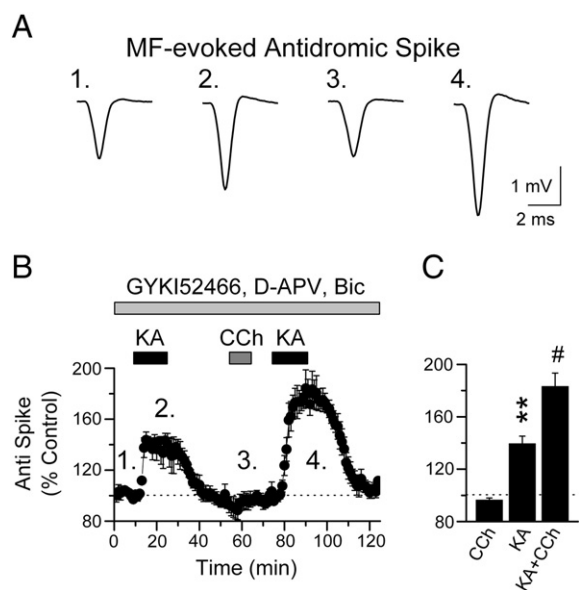 A
MF-evoked Antidromic Spike
1. 2. 3. 4.
1 mV
2 ms
B
GYKI52466, D-APV, Bic
KA CCh KA
200
160
120
80
Anti Spike
(% Control)
1. 2. 3. 4.
0 20 40 60 80 100 120
Time (min)
C
200
160
120
80
**
#
CCh
KA
KA+CCh